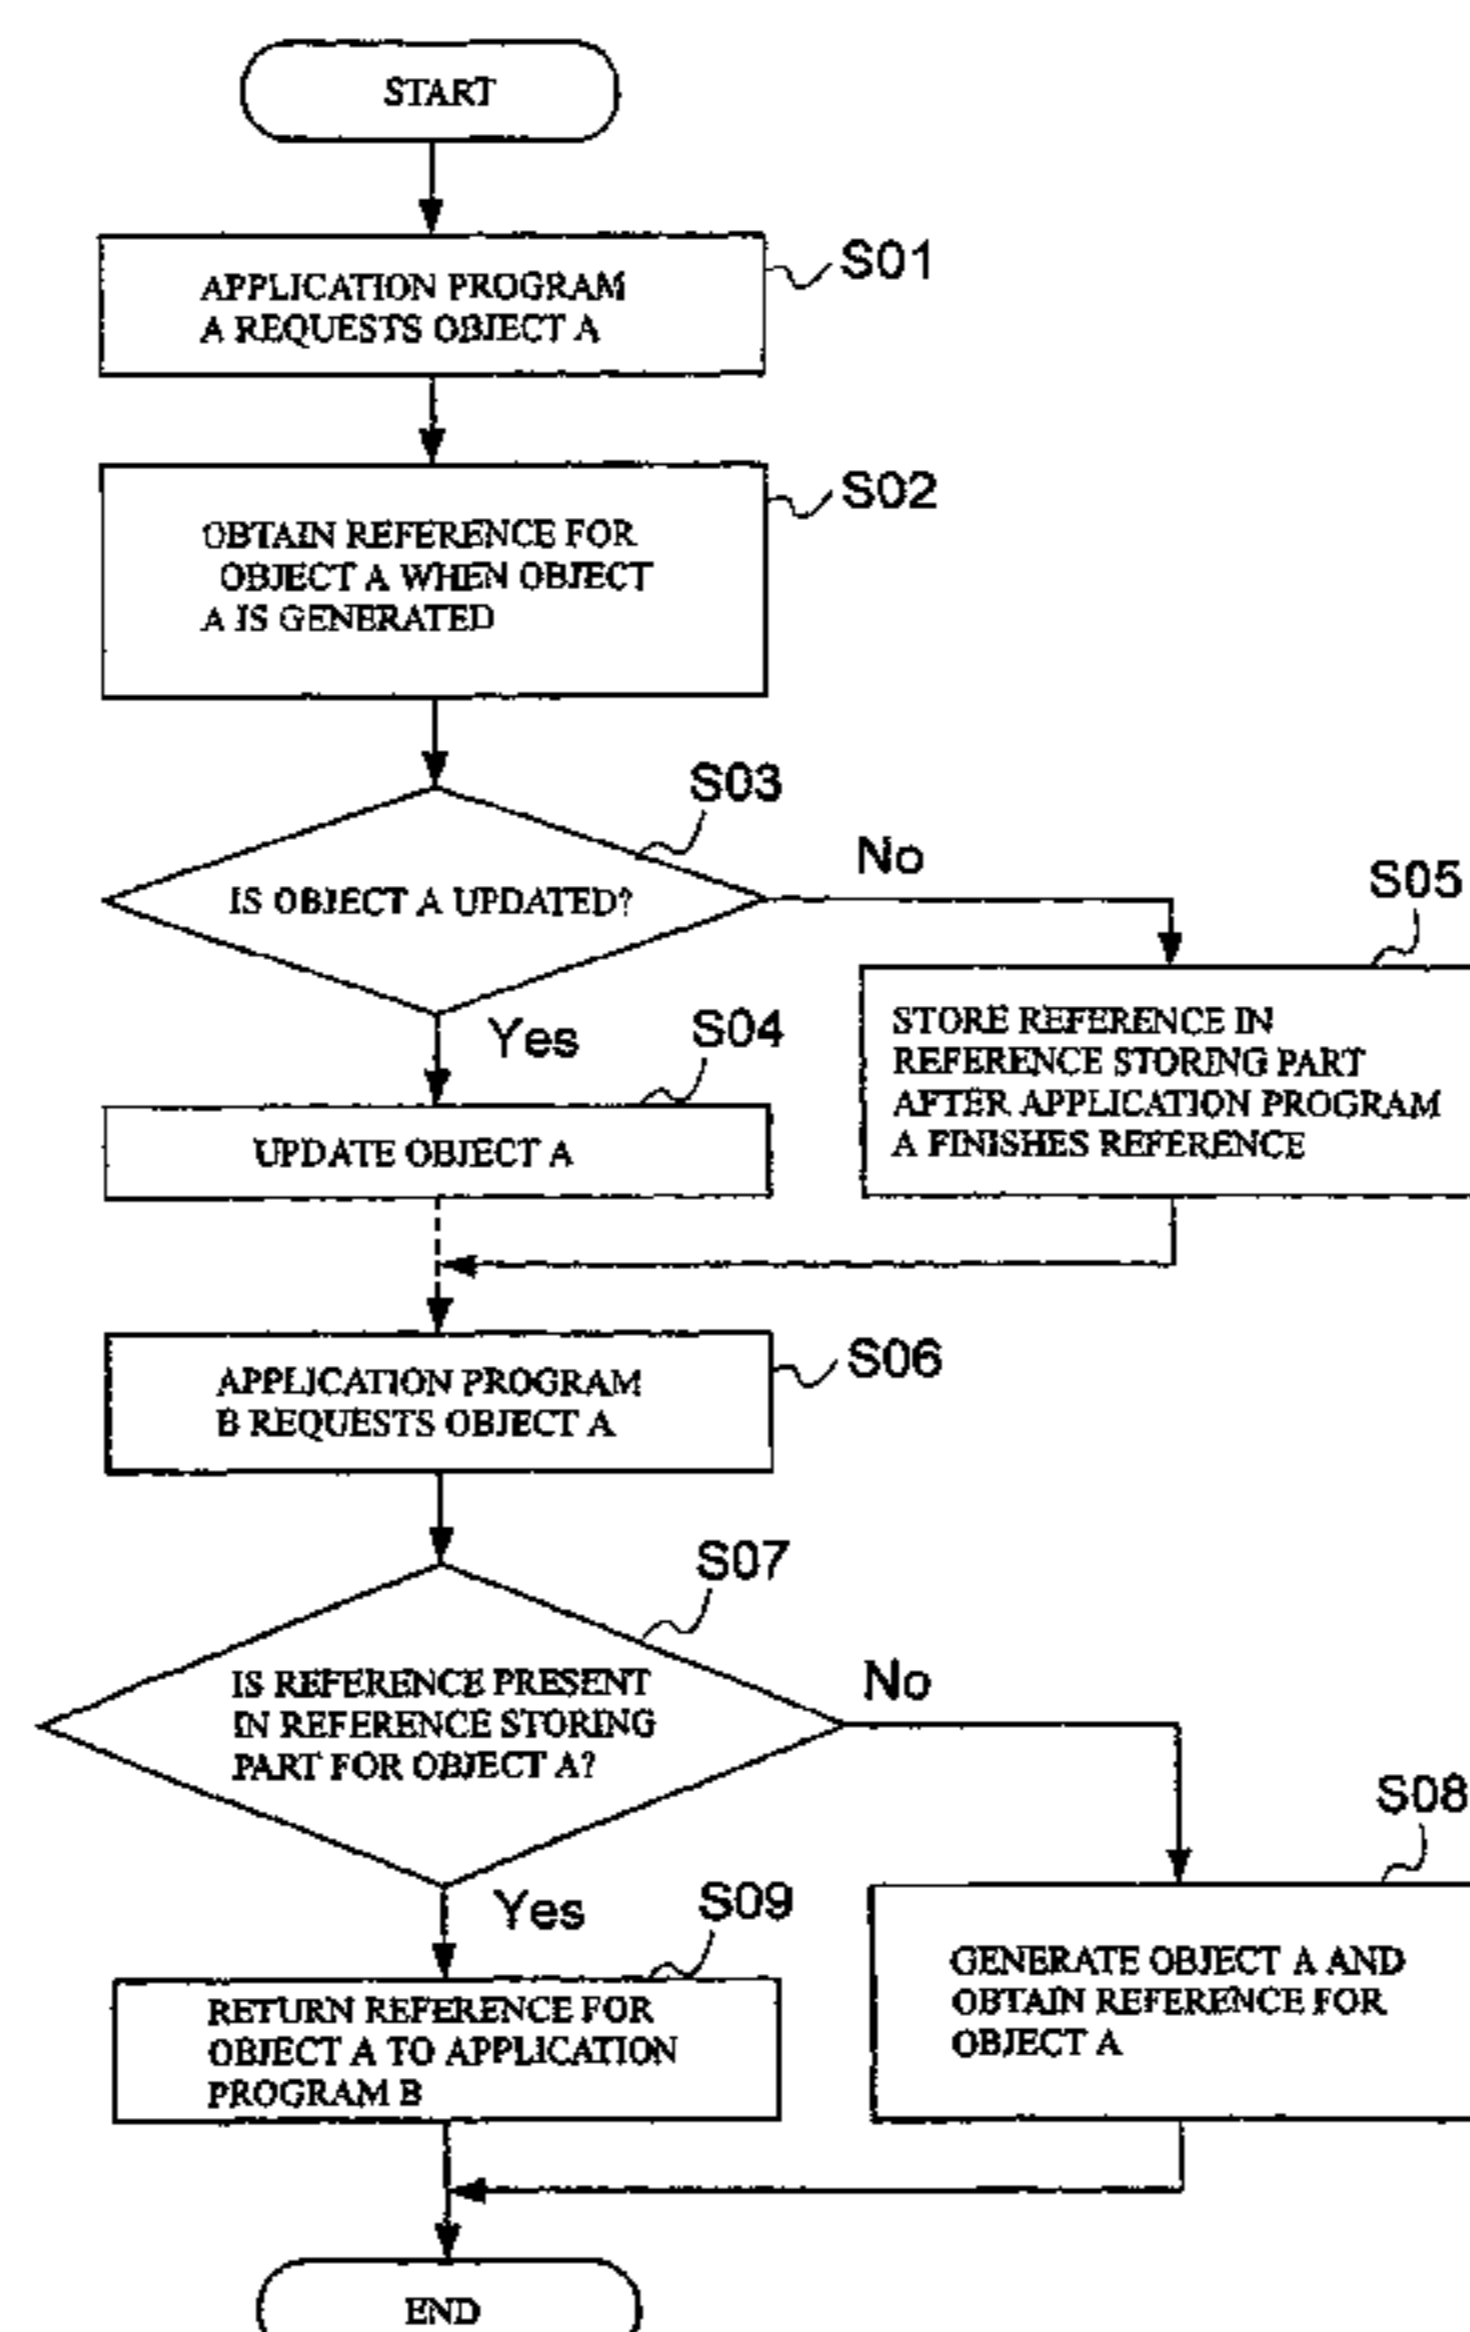 START
S01
APPLICATION PROGRAM
A REQUESTS OBJECT A
S02
OBTAIN REFERENCE FOR
OBJECT A WHEN OBJECT
A IS GENERATED
S03
IS OBJECT A UPDATED?
No
S05
STORE REFERENCE IN
REFERENCE STORING PART
AFTER APPLICATION PROGRAM
A FINISHES REFERENCE
Yes
S04
UPDATE OBJECT A
S06
APPLICATION PROGRAM
B REQUESTS OBJECT A
S07
IS REFERENCE PRESENT
IN REFERENCE STORING
PART FOR OBJECT A?
No
S08
GENERATE OBJECT A AND
OBTAIN REFERENCE FOR
OBJECT A
Yes
S09
RETURN REFERENCE FOR
OBJECT A TO APPLICATION
PROGRAM B
END